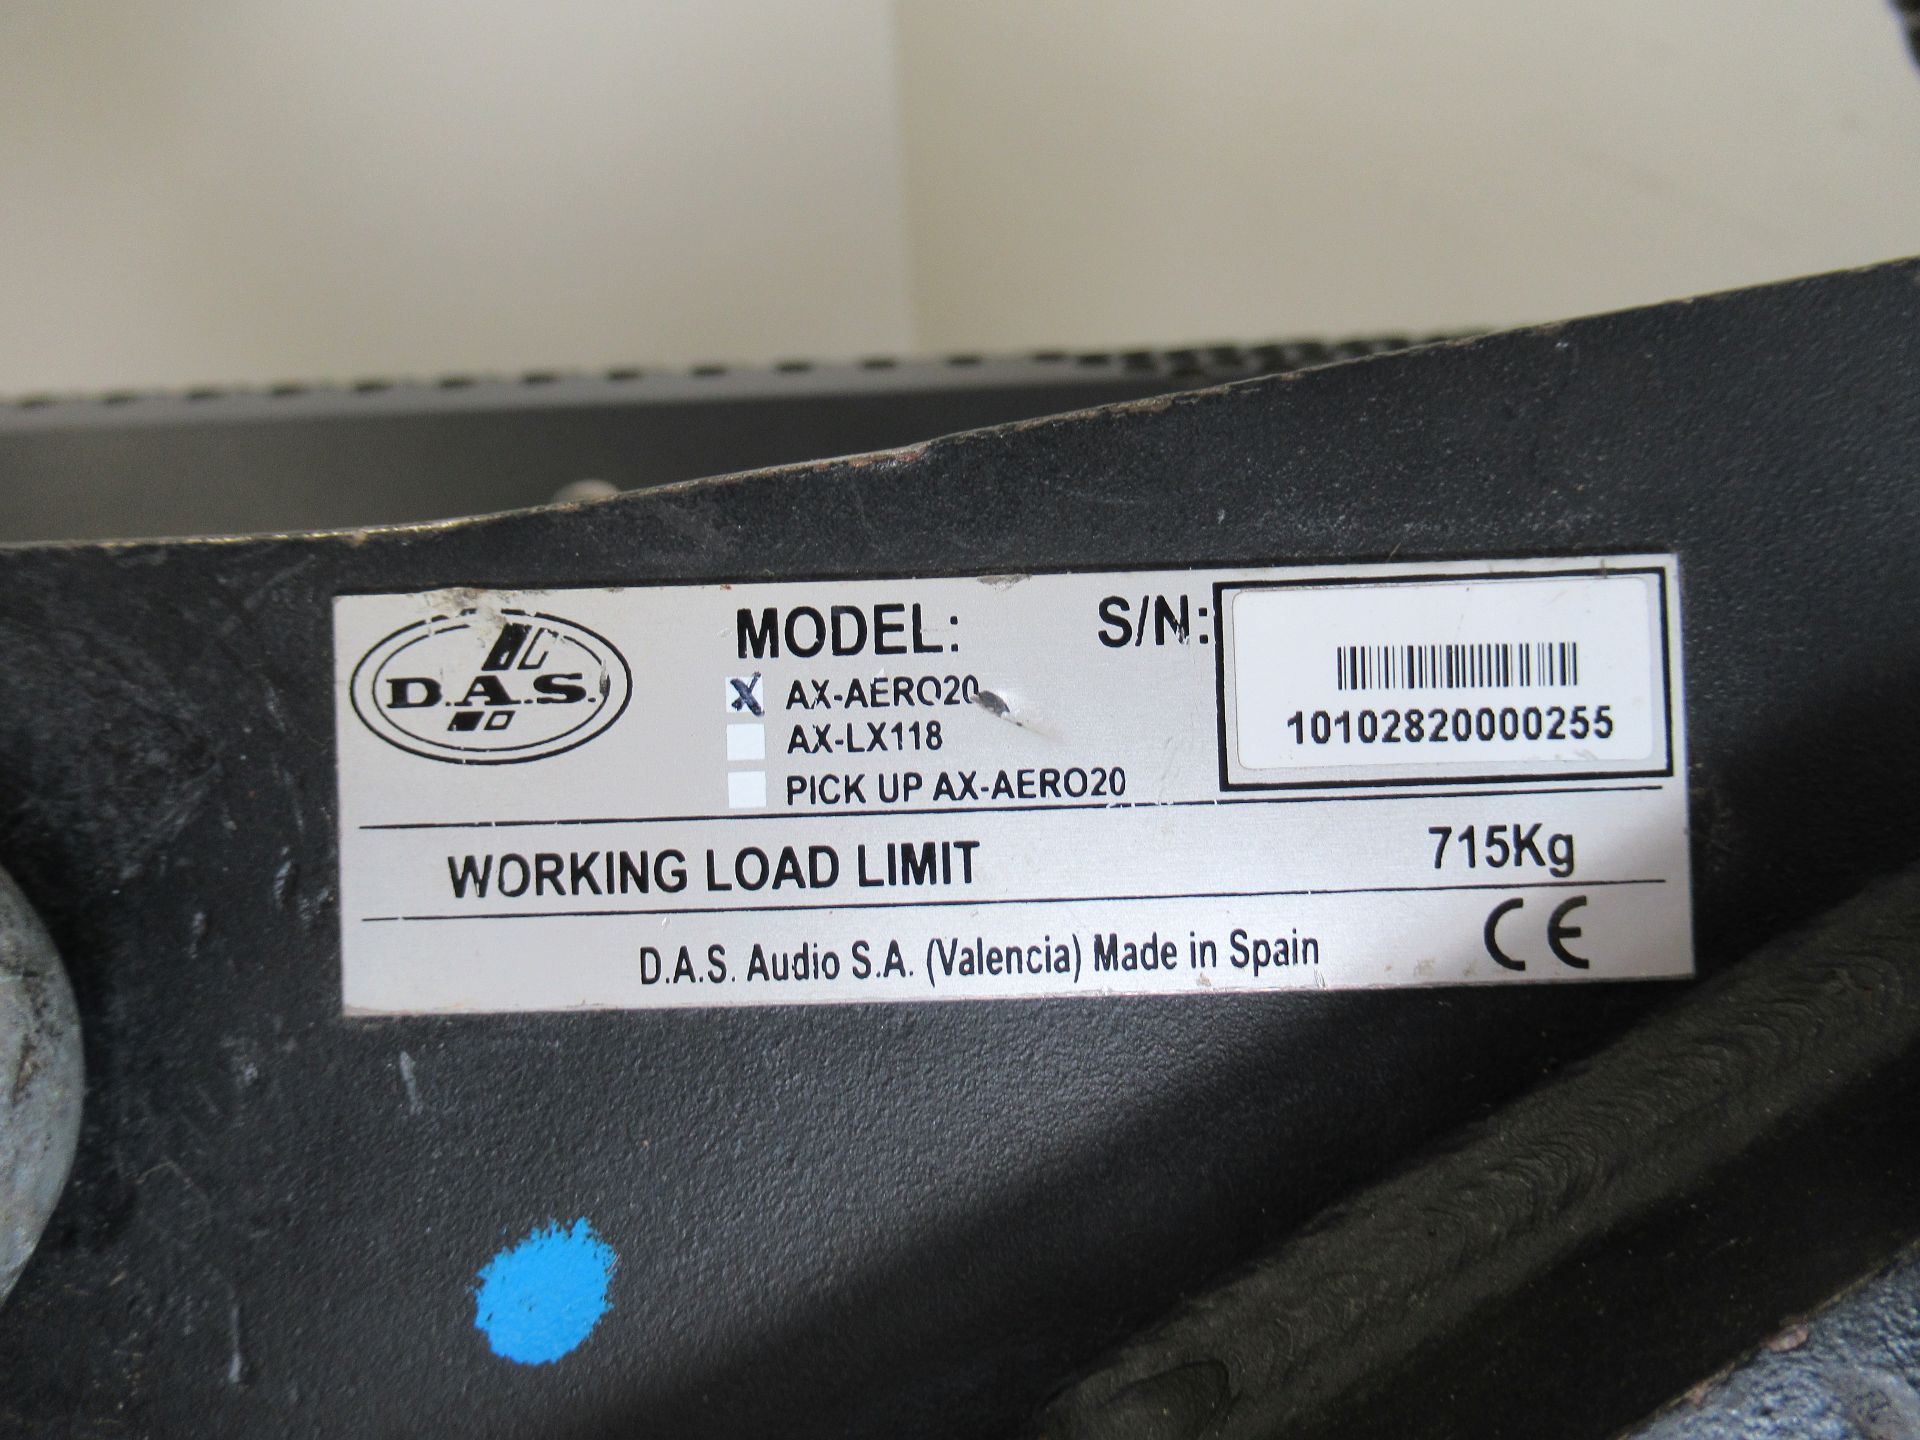 D.A.S.
MODEL:
X AX-AERO20
AX-LX118
PICK UP AX-AERO20
S/N:
10102820000255
WORKING LOAD LIMIT 715Kg
D.A.S. Audio S.A. (Valencia) Made in Spain CE